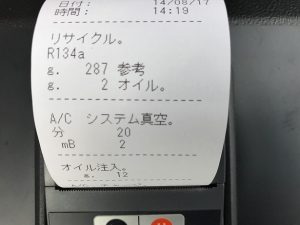 日付: 14/08/17
時間: 14:19
リサイクル。
R134a
g. 287 参考
g. 2 オイル。
A/C システム真空。
分 20
mB 2
オイル注入。
g. 12